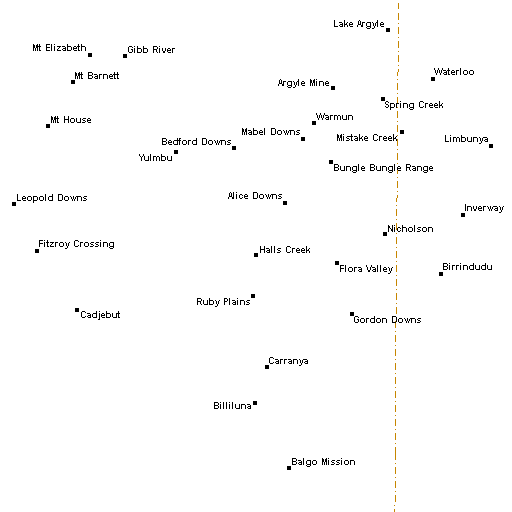 Lake Argyle
Mt Elizabeth
Gibb River
Mt Barnett
Waterloo
Argyle Mine
Spring Creek
Mt House
Warmun
Mabel Downs
Mistake Creek
Limbunya
Bedford Downs
Yulmbu
Bungle Bungle Range
Leopold Downs
Alice Downs
Inverway
Nicholson
Fitzroy Crossing
Halls Creek
Flora Valley
Birrindudu
Ruby Plains
Cadjebut
Gordon Downs
Carranya
Billiluna
Balgo Mission